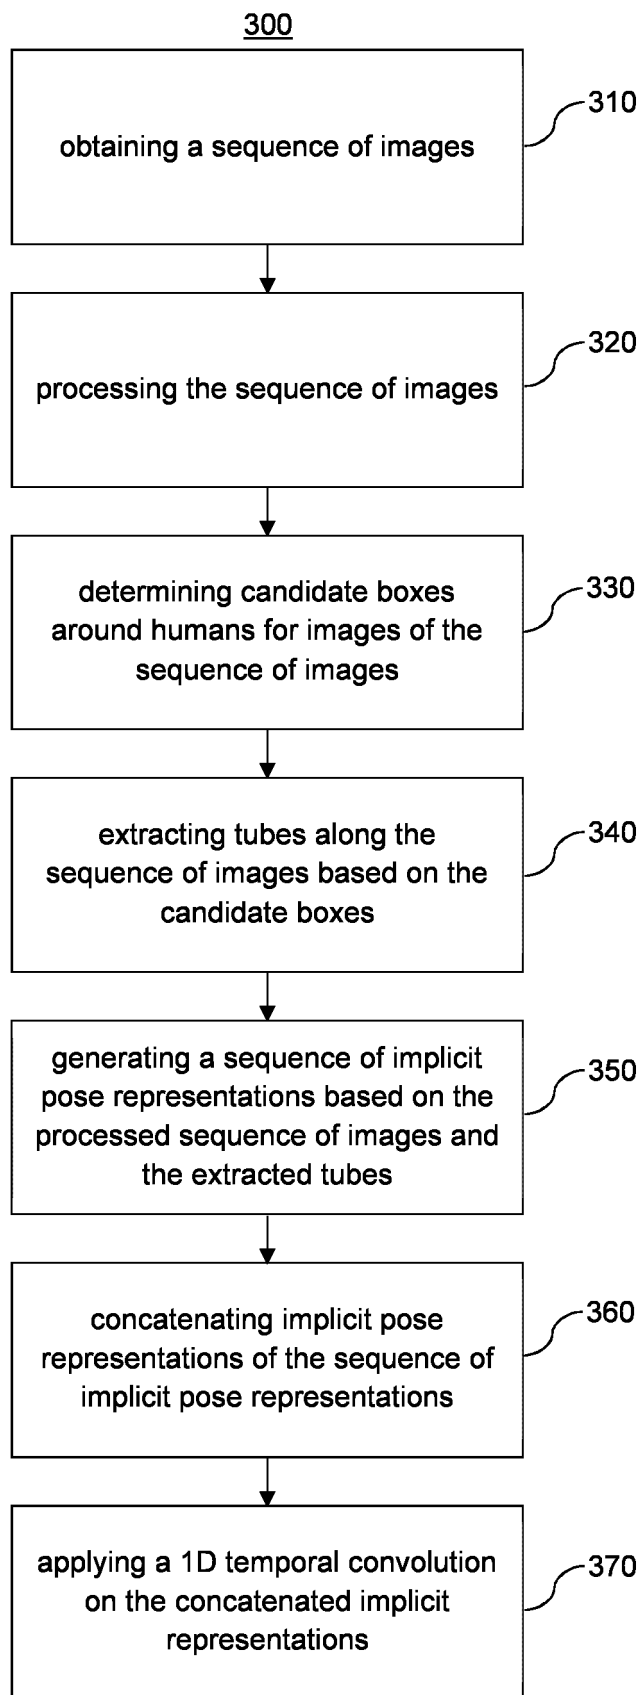 300
obtaining a sequence of images
310
processing the sequence of images
320
determining candidate boxes
around humans for images of the
sequence of images
330
extracting tubes along the
sequence of images based on the
candidate boxes
340
generating a sequence of implicit
pose representations based on the
processed sequence of images and
the extracted tubes
350
concatenating implicit pose
representations of the sequence of
implicit pose representations
360
applying a 1D temporal convolution
on the concatenated implicit
representations
370